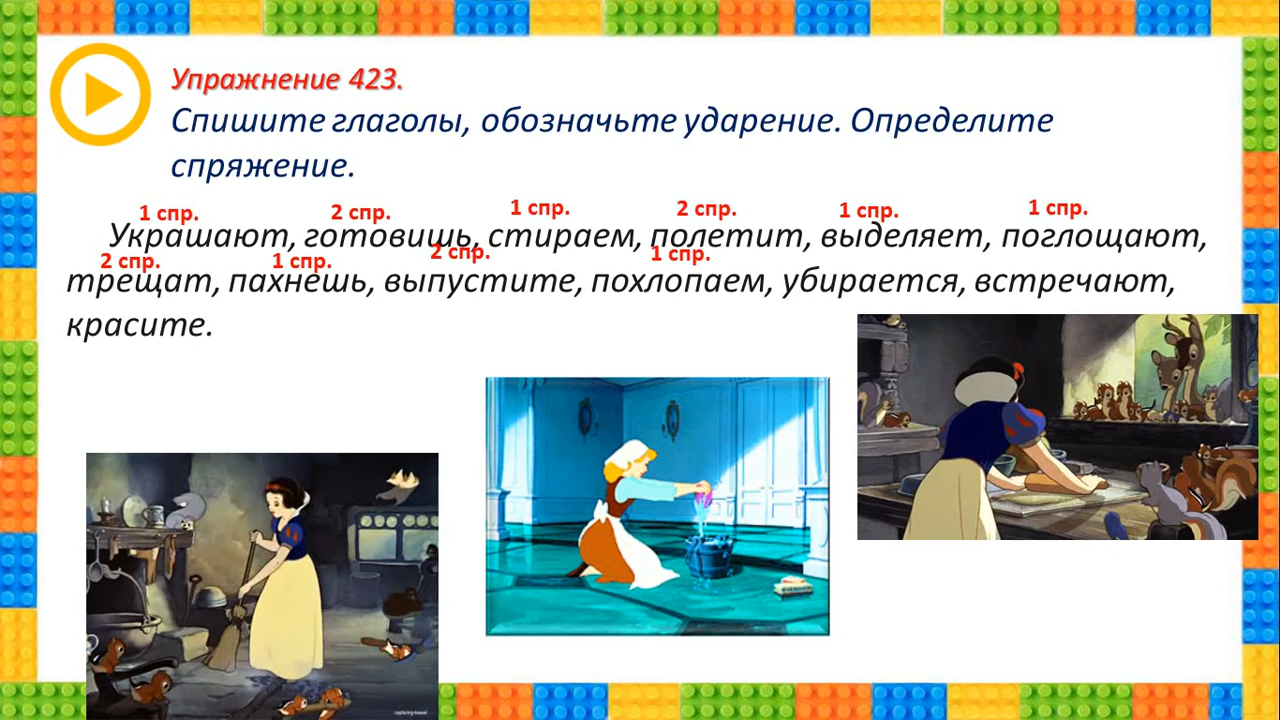 Упражнение 423.
Спишите глаголы, обозначьте ударение. Определите
спряжение.
1 спр. 2 спр. 1 спр. 2 спр. 1 спр. 1 спр.
Украшают, готовишь, стираем, полетит, выделяет, поглощают,
2 спр. 1 спр. 2 спр. 1 спр.
трещат, пахнешь, выпустите, похлопаем, убирается, встречают,
красите.